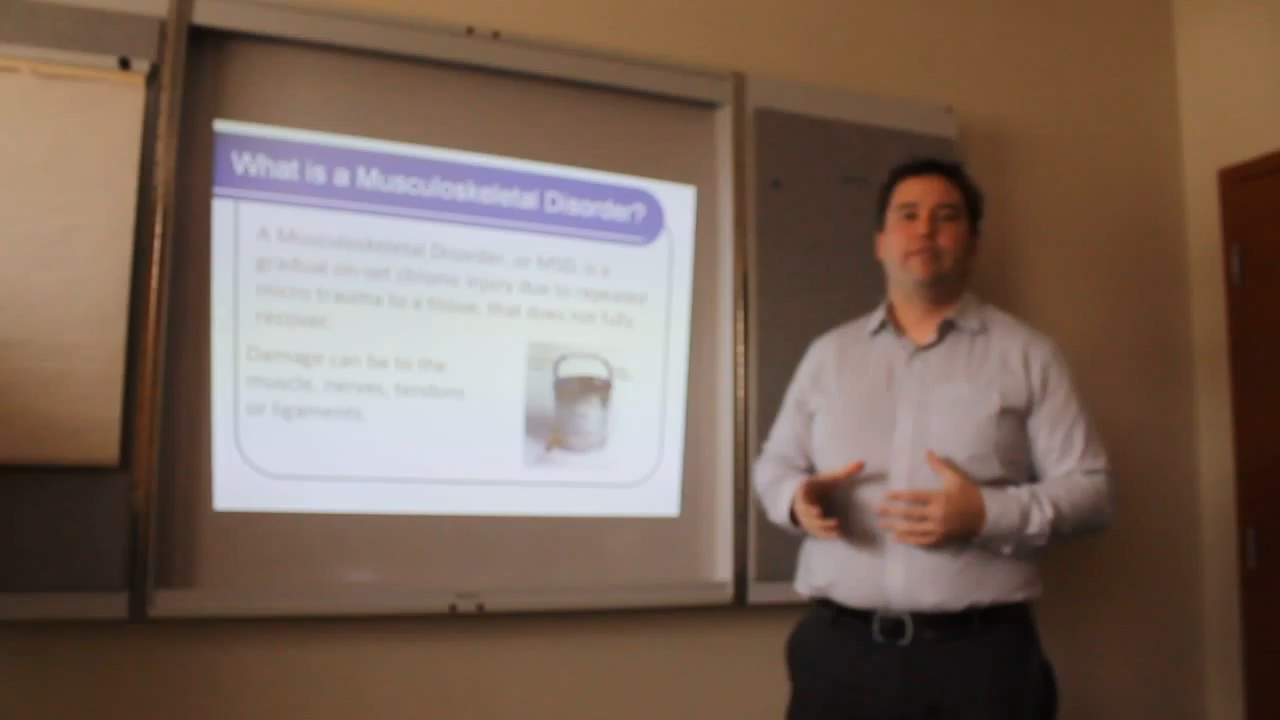 What is a Musculoskeletal Disorder?
A Musculoskeletal Disorder, or MSD, is a
gradual on-set chronic injury due to repeated
micro trauma to a tissue, that does not fully
recover.
Damage can be to the
muscle, nerves, tendons
or ligaments.